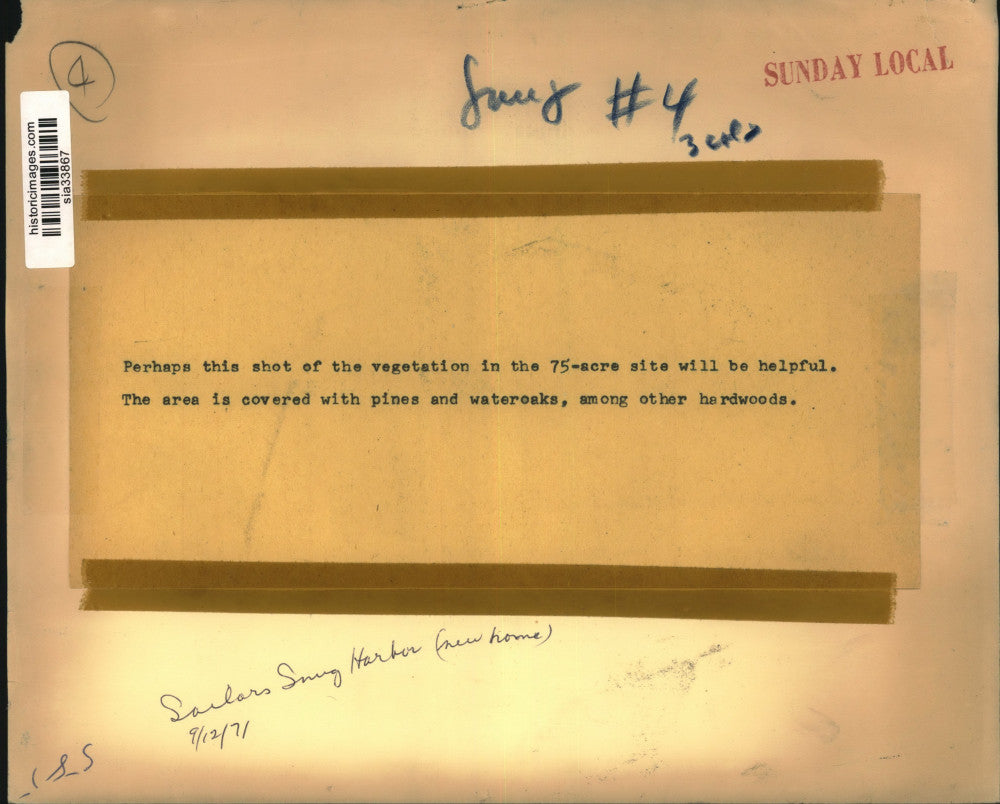 4
Snug #4
3 cols
SUNDAY LOCAL
historicimages.com
sia33867
Perhaps this shot of the vegetation in the 75-acre site will be helpful.
The area is covered with pines and wateroaks, among other hardwoods.
Sailors Snug Harbor (new home)
9/12/71